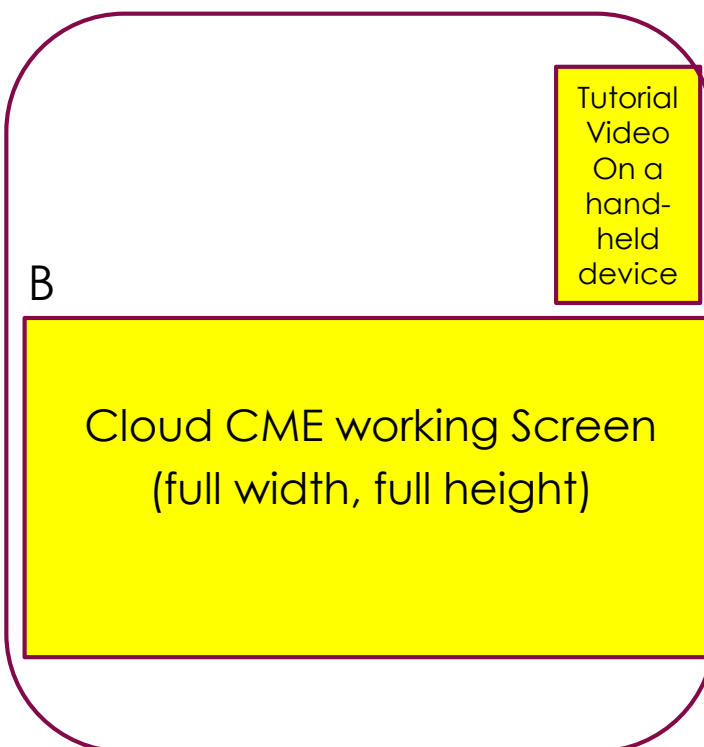 Tutorial
Video
On a
hand-
held
device
B
Cloud CME working Screen
(full width, full height)